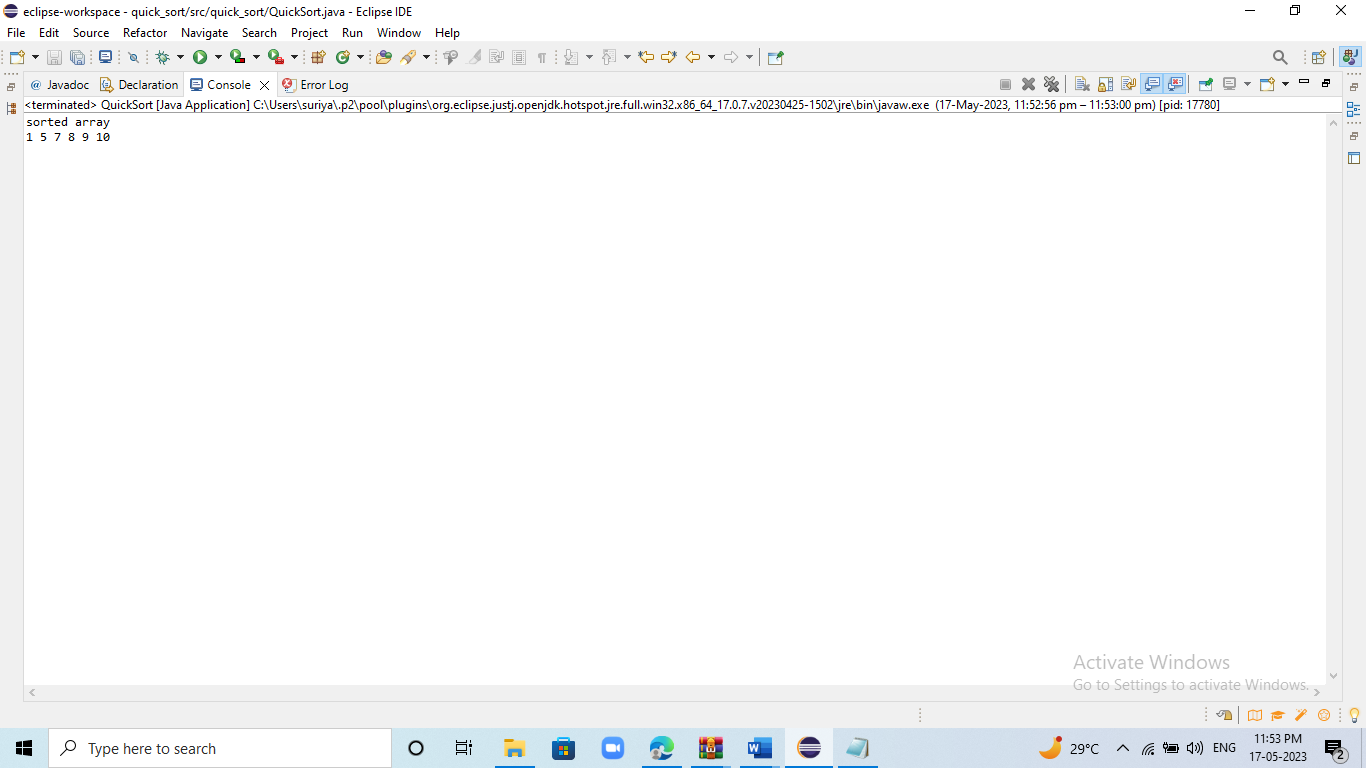 eclipse-workspace - quick_sort/src/quick_sort/QuickSort.java - Eclipse IDE
File Edit Source Refactor Navigate Search Project Run Window Help
@ Javadoc Declaration Console Error Log
<terminated> QuickSort [Java Application] C:\Users\suriya\.p2\pool\plugins\org.eclipse.justj.openjdk.hotspot.jre.full.win32.x86_64_17.0.7.v20230425-1502\jre\bin\javaw.exe (17-May-2023, 11:52:56 pm – 11:53:00 pm) [pid: 17780]
sorted array
1 5 7 8 9 10
Activate Windows
Go to Settings to activate Windows.
Type here to search
29°C
ENG
11:53 PM
17-05-2023
2